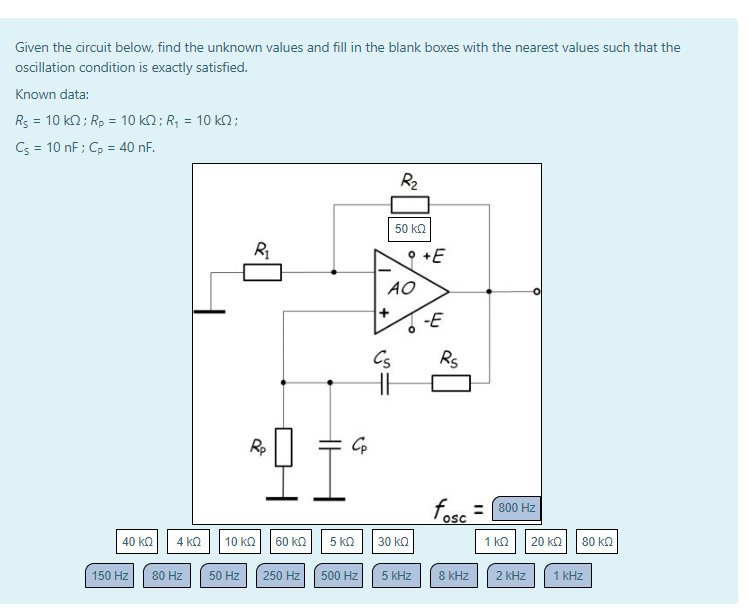 Given the circuit below, find the unknown values and fill in the blank boxes with the nearest values such that the
oscillation condition is exactly satisfied.
Known data:
R_S = 10 kΩ ; R_P = 10 kΩ ; R_1 = 10 kΩ ;
C_S = 10 nF ; C_P = 40 nF.
R_2
50 kΩ
R_1
+E
−
AO
+
-E
C_S
R_S
R_P
C_P
f_osc = 800 Hz
40 kΩ 4 kΩ 10 kΩ 60 kΩ 5 kΩ 30 kΩ 1 kΩ 20 kΩ 80 kΩ
150 Hz 80 Hz 50 Hz 250 Hz 500 Hz 5 kHz 8 kHz 2 kHz 1 kHz